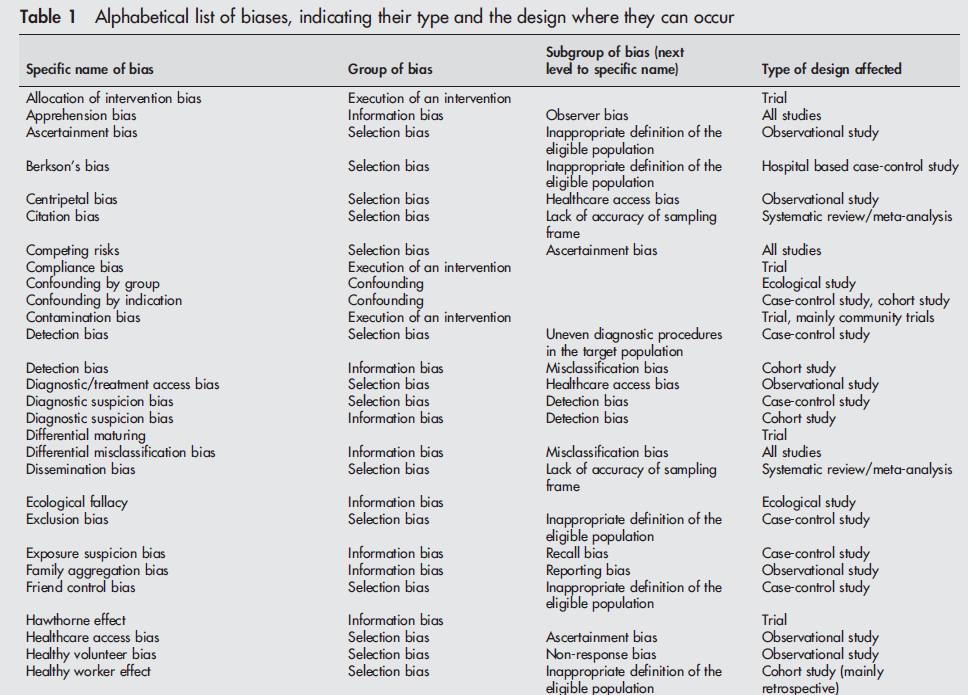 Table 1 Alphabetical list of biases, indicating their type and the design where they can occur
Specific name of bias Group of bias Subgroup of bias (next level to specific name) Type of design affected
Allocation of intervention bias Execution of an intervention Trial
Apprehension bias Information bias Observer bias All studies
Ascertainment bias Selection bias Inappropriate definition of the eligible population Observational study
Berkson's bias Selection bias Inappropriate definition of the eligible population Hospital based case-control study
Centripetal bias Selection bias Healthcare access bias Observational study
Citation bias Selection bias Lack of accuracy of sampling frame Systematic review/meta-analysis
Competing risks Selection bias Ascertainment bias All studies
Compliance bias Execution of an intervention Trial
Confounding by group Confounding Ecological study
Confounding by indication Confounding Case-control study, cohort study
Contamination bias Execution of an intervention Trial, mainly community trials
Detection bias Selection bias Uneven diagnostic procedures in the target population Case-control study
Detection bias Information bias Misclassification bias Cohort study
Diagnostic/treatment access bias Selection bias Healthcare access bias Observational study
Diagnostic suspicion bias Selection bias Detection bias Case-control study
Diagnostic suspicion bias Information bias Detection bias Cohort study
Differential maturing Trial
Differential misclassification bias Information bias Misclassification bias All studies
Dissemination bias Selection bias Lack of accuracy of sampling frame Systematic review/meta-analysis
Ecological fallacy Information bias Ecological study
Exclusion bias Selection bias Inappropriate definition of the eligible population Case-control study
Exposure suspicion bias Information bias Recall bias Case-control study
Family aggregation bias Information bias Reporting bias Observational study
Friend control bias Selection bias Inappropriate definition of the eligible population Case-control study
Hawthorne effect Information bias Trial
Healthcare access bias Selection bias Ascertainment bias Observational study
Healthy volunteer bias Selection bias Non-response bias Observational study
Healthy worker effect Selection bias Inappropriate definition of the eligible population Cohort study (mainly retrospective)